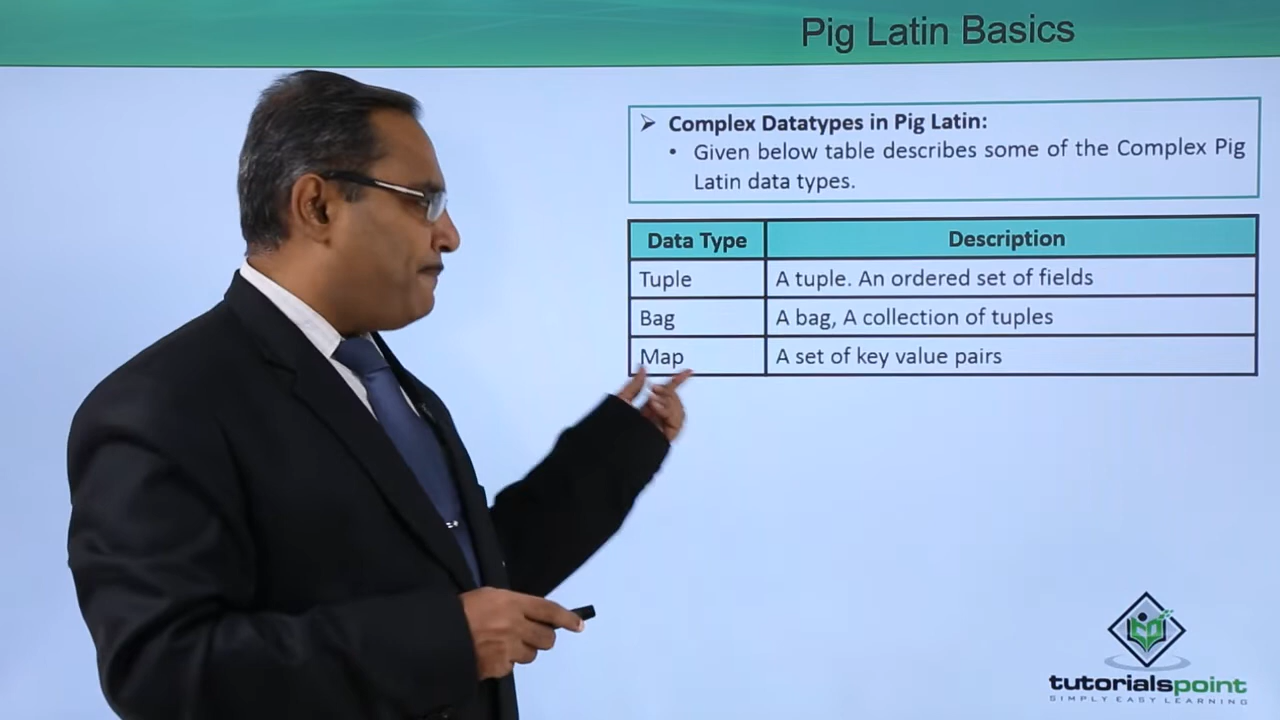 Pig Latin Basics
➤ Complex Datatypes in Pig Latin:
• Given below table describes some of the Complex Pig
Latin data types.
Data Type Description
Tuple A tuple. An ordered set of fields
Bag A bag, A collection of tuples
Map A set of key value pairs
tutorialspoint
SIMPLY EASY LEARNING